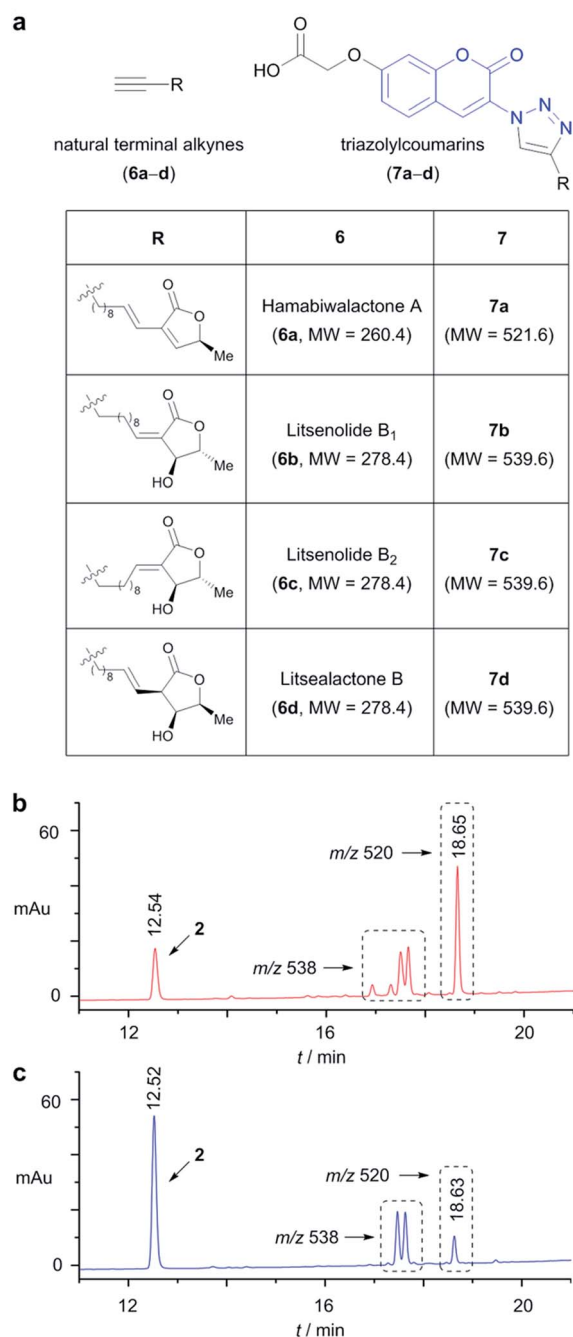 a
O
HO
O
O
O
N
N
N
R
R
natural terminal alkynes
(6a–d)
triazolylcoumarins
(7a–d)
R
6
7
O
O
8
Me
Hamabiwalactone A
(6a, MW = 260.4)
7a
(MW = 521.6)
O
O
8
Me
HO
Litsenolide B₁
(6b, MW = 278.4)
7b
(MW = 539.6)
O
O
8
Me
HO
Litsenolide B₂
(6c, MW = 278.4)
7c
(MW = 539.6)
O
O
8
Me
HO
Litsealactone B
(6d, MW = 278.4)
7d
(MW = 539.6)
b
60
mAu
0
12.54
2
m/z 538
m/z 520
18.65
12
16
20
t / min
c
60
mAu
0
12.52
2
m/z 538
m/z 520
18.63
12
16
20
t / min